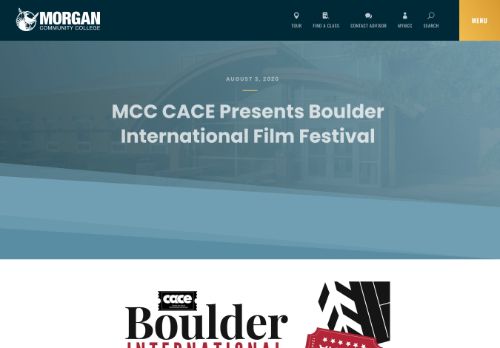 MORGAN
COMMUNITY COLLEGE
TOUR
FIND A CLASS
CONTACT ADVISOR
MYMCC
SEARCH
MENU
AUGUST 3, 2020
MCC CACE Presents Boulder
International Film Festival
cace
Boulder
INTERNATIONAL